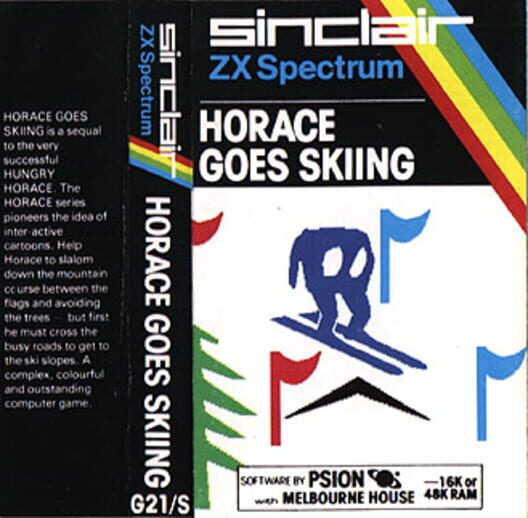 HORACE GOES
SKIING is a sequal
to the very
successful
HUNGRY
HORACE. The
HORACE series
pioneers the idea of
inter-active
cartoons. Help
Horace to slalom
down the mountain
ccurse between the
flags and avoiding
the trees — but first
he must cross the
busy roads to get to
the ski slopes. A
complex, colourful
and outstanding
computer game.
sinclair
ZX Spectrum
HORACE GOES SKIING
G21/S
sinclair
ZX Spectrum
HORACE
GOES SKIING
SOFTWARE BY PSION
with MELBOURNE HOUSE
—16K or
48K RAM